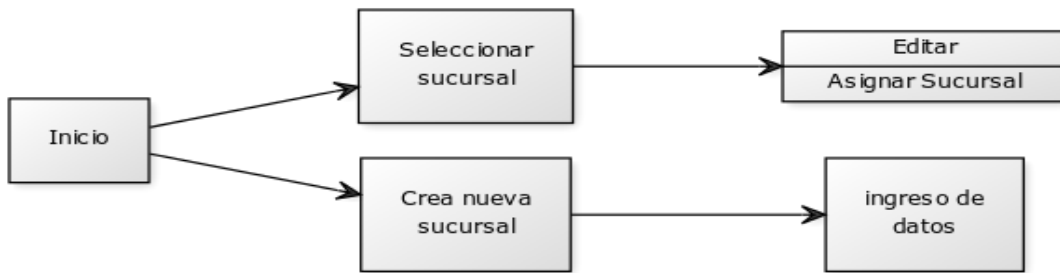 Inicio
Seleccionar
sucursal
Editar
Asignar Sucursal
Crea nueva
sucursal
ingreso de
datos